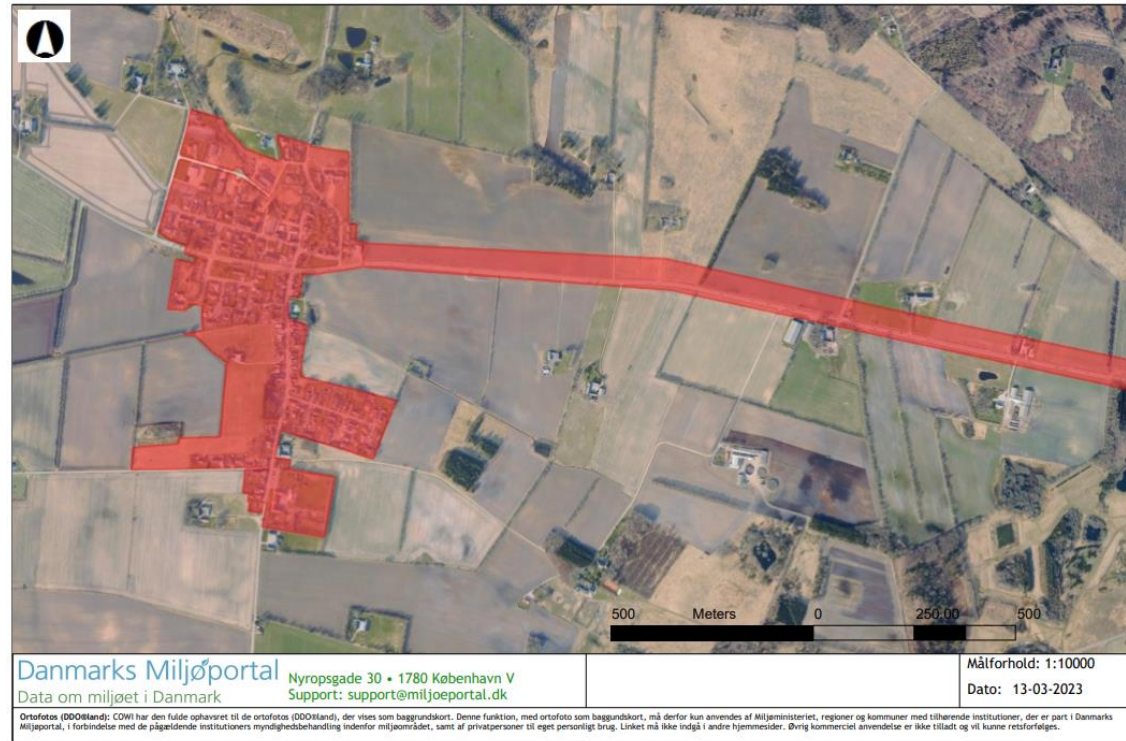 500 Meters 0 250,00 500
Danmarks Miljøportal
Data om miljøet i Danmark
Nyropsgade 30 • 1780 København V
Support: support@miljoeportal.dk
Målforhold: 1:10000
Dato: 13-03-2023
Ortofotos (DDO®land): COWI har den fulde ophavsret til de ortofotos (DDO®land), der vises som baggrundskort. Denne funktion, med ortofoto som baggundskort, må derfor kun anvendes af Miljøministeriet, regioner og kommuner med tilhørende institutioner, der er part i Danmarks
Miljøportal, i forbindelse med de pågældende institutioners myndighedsbehandling indenfor miljøområdet, samt af privatpersoner til eget personligt brug. Linket må ikke indgå i andre hjemmesider. Øvrig kommerciel anvendelse er ikke tilladt og vil kunne retsforfølges.